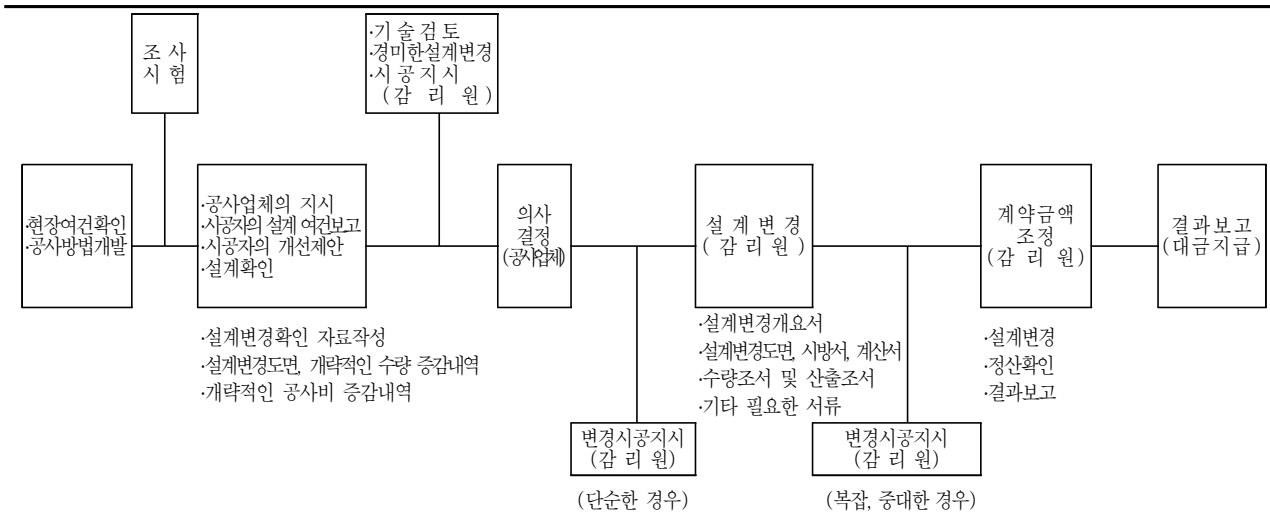 조 사
시 험
·기 술 검 토
·경미한설계변경
·시 공 지 시
(감 리 원)
·현장여건확인
·공사방법개발
·공사업체의 지시
·시공자의 설계 여건보고
·시공자의 개선제안
·설계확인
의사
결정
(공사업체)
설 계 변 경
(감 리 원)
계약금액
조정
(감 리 원)
결과보고
(대금지급)
·설계변경확인 자료작성
·설계변경도면, 개략적인 수량 증감내역
·개략적인 공사비 증감내역
·설계변경개요서
·설계변경도면, 시방서, 계산서
·수량조서 및 산출조서
·기타 필요한 서류
·설계변경
·정산확인
·결과보고
변경시공지시
(감 리 원)
(단순한 경우)
변경시공지시
(감 리 원)
(복잡, 중대한 경우)